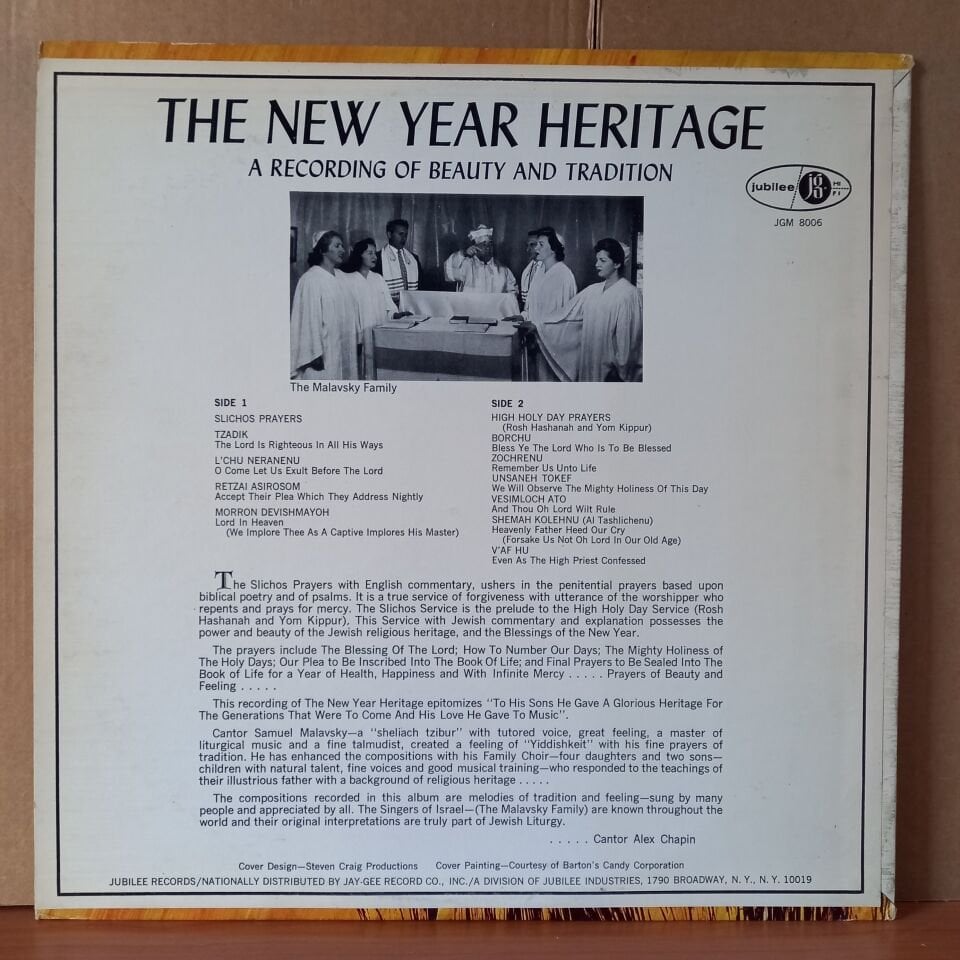 THE NEW YEAR HERITAGE
A RECORDING OF BEAUTY AND TRADITION
jubilee jg HI FI
JGM 8006
The Malavsky Family
SIDE 1
SLICHOS PRAYERS
TZADIK
The Lord Is Righteous In All His Ways
L'CHU NERANENU
O Come Let Us Exult Before The Lord
RETZAI ASIROSOM
Accept Their Plea Which They Address Nightly
MORRON DEVISHMAYOH
Lord In Heaven
(We Implore Thee As A Captive Implores His Master)
SIDE 2
HIGH HOLY DAY PRAYERS
(Rosh Hashanah and Yom Kippur)
BORCHU
Bless Ye The Lord Who Is To Be Blessed
ZOCHRENU
Remember Us Unto Life
UNSANEH TOKEF
We Will Observe The Mighty Holiness Of This Day
VESIMLOCH ATO
And Thou Oh Lord Wilt Rule
SHEMAH KOLEHNU (Al Tashlichenu)
Heavenly Father Heed Our Cry
(Forsake Us Not Oh Lord In Our Old Age)
V'AF HU
Even As The High Priest Confessed
The Slichos Prayers with English commentary, ushers in the penitential prayers based upon
biblical poetry and of psalms. It is a true service of forgiveness with utterance of the worshipper who
repents and prays for mercy. The Slichos Service is the prelude to the High Holy Day Service (Rosh
Hashanah and Yom Kippur), This Service with Jewish commentary and explanation possesses the
power and beauty of the Jewish religious heritage, and the Blessings of the New Year.
The prayers include The Blessing Of The Lord; How To Number Our Days; The Mighty Holiness of
The Holy Days; Our Plea to Be Inscribed Into The Book Of Life; and Final Prayers to Be Sealed Into The
Book of Life for a Year of Health, Happiness and With Infinite Mercy . . . . . Prayers of Beauty and
Feeling . . . . .
This recording of The New Year Heritage epitomizes "To His Sons He Gave A Glorious Heritage For
The Generations That Were To Come And His Love He Gave To Music".
Cantor Samuel Malavsky—a "sheliach tzibur" with tutored voice, great feeling, a master of
liturgical music and a fine talmudist, created a feeling of "Yiddishkeit" with his fine prayers of
tradition. He has enhanced the compositions with his Family Choir—four daughters and two sons—
children with natural talent, fine voices and good musical training—who responded to the teachings of
their illustrious father with a background of religious heritage . . . . .
The compositions recorded in this album are melodies of tradition and feeling—sung by many
people and appreciated by all. The Singers of Israel—(The Malavsky Family) are known throughout the
world and their original interpretations are truly part of Jewish Liturgy.
. . . . . Cantor Alex Chapin
Cover Design—Steven Craig Productions Cover Painting—Courtesy of Barton's Candy Corporation
JUBILEE RECORDS/NATIONALLY DISTRIBUTED BY JAY-GEE RECORD CO., INC./A DIVISION OF JUBILEE INDUSTRIES, 1790 BROADWAY, N. Y., N. Y. 10019